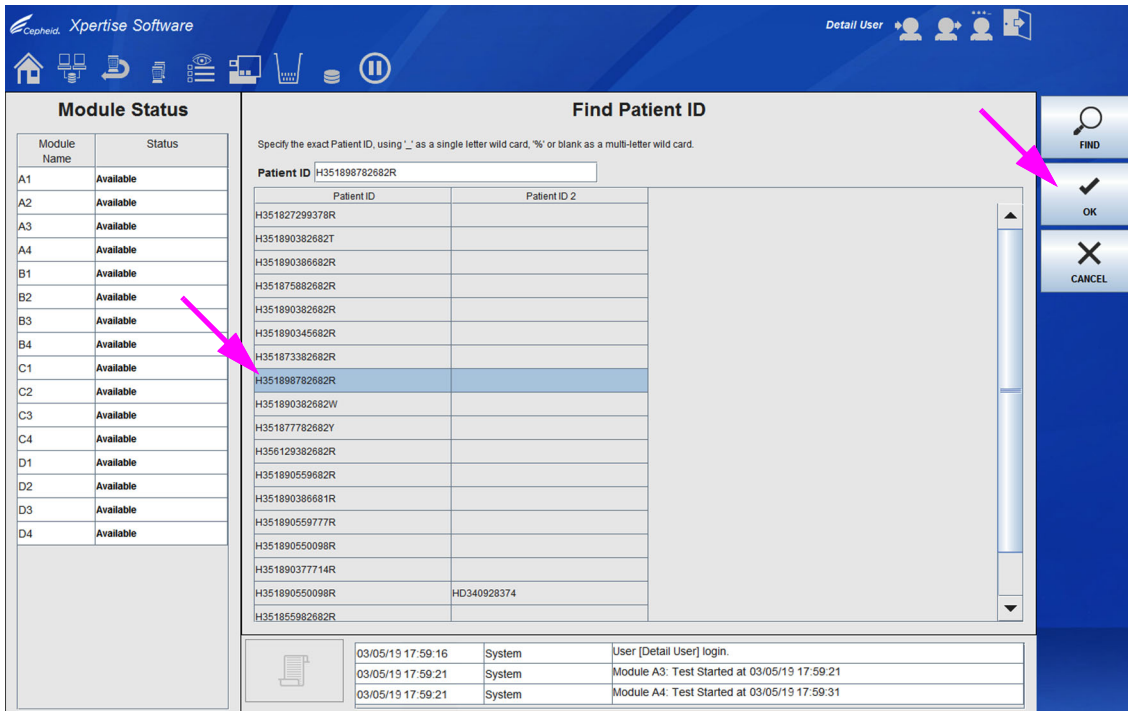 Cepheid. Xpertise Software
Detail User
Module Status
Module Name Status
A1 Available
A2 Available
A3 Available
A4 Available
B1 Available
B2 Available
B3 Available
B4 Available
C1 Available
C2 Available
C3 Available
C4 Available
D1 Available
D2 Available
D3 Available
D4 Available
Find Patient ID
Specify the exact Patient ID, using '_' as a single letter wild card, '%' or blank as a multi-letter wild card.
Patient ID H351898782682R
Patient ID Patient ID 2
H351827299378R
H351890382682T
H351890386682R
H351875882682R
H351890382682R
H351890345682R
H351873382682R
H351898782682R
H351890382682W
H351877782682Y
H356129382682R
H351890559682R
H351890386681R
H351890559777R
H351890550098R
H351890377714R
H351890550098R HD340928374
H351855982682R
03/05/19 17:59:16 System User [Detail User] login.
03/05/19 17:59:21 System Module A3: Test Started at 03/05/19 17:59:21
03/05/19 17:59:21 System Module A4: Test Started at 03/05/19 17:59:31
FIND
OK
CANCEL